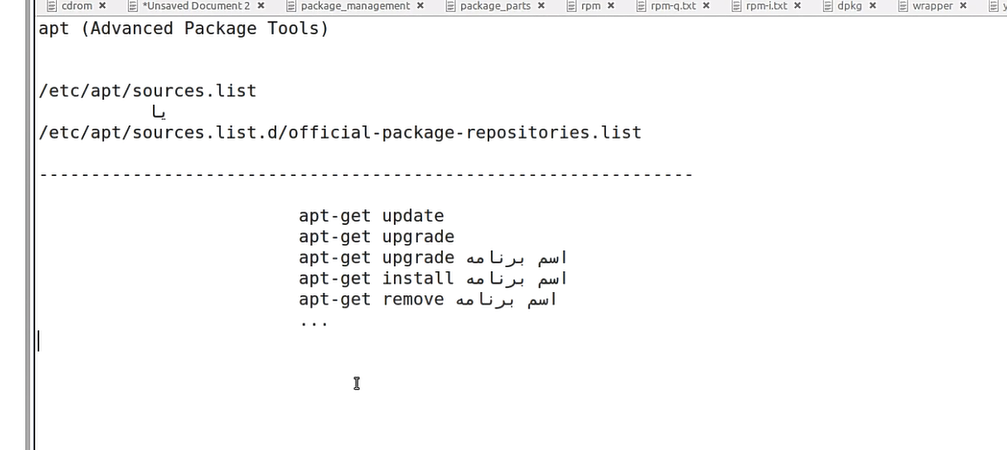 cdrom *Unsaved Document 2 package_management package_parts rpm rpm-q.txt rpm-i.txt dpkg wrapper
apt (Advanced Package Tools)
/etc/apt/sources.list
یا
/etc/apt/sources.list.d/official-package-repositories.list
---------------------------------------------------------------
apt-get update
apt-get upgrade
apt-get upgrade اسم برنامه
apt-get install اسم برنامه
apt-get remove اسم برنامه
...